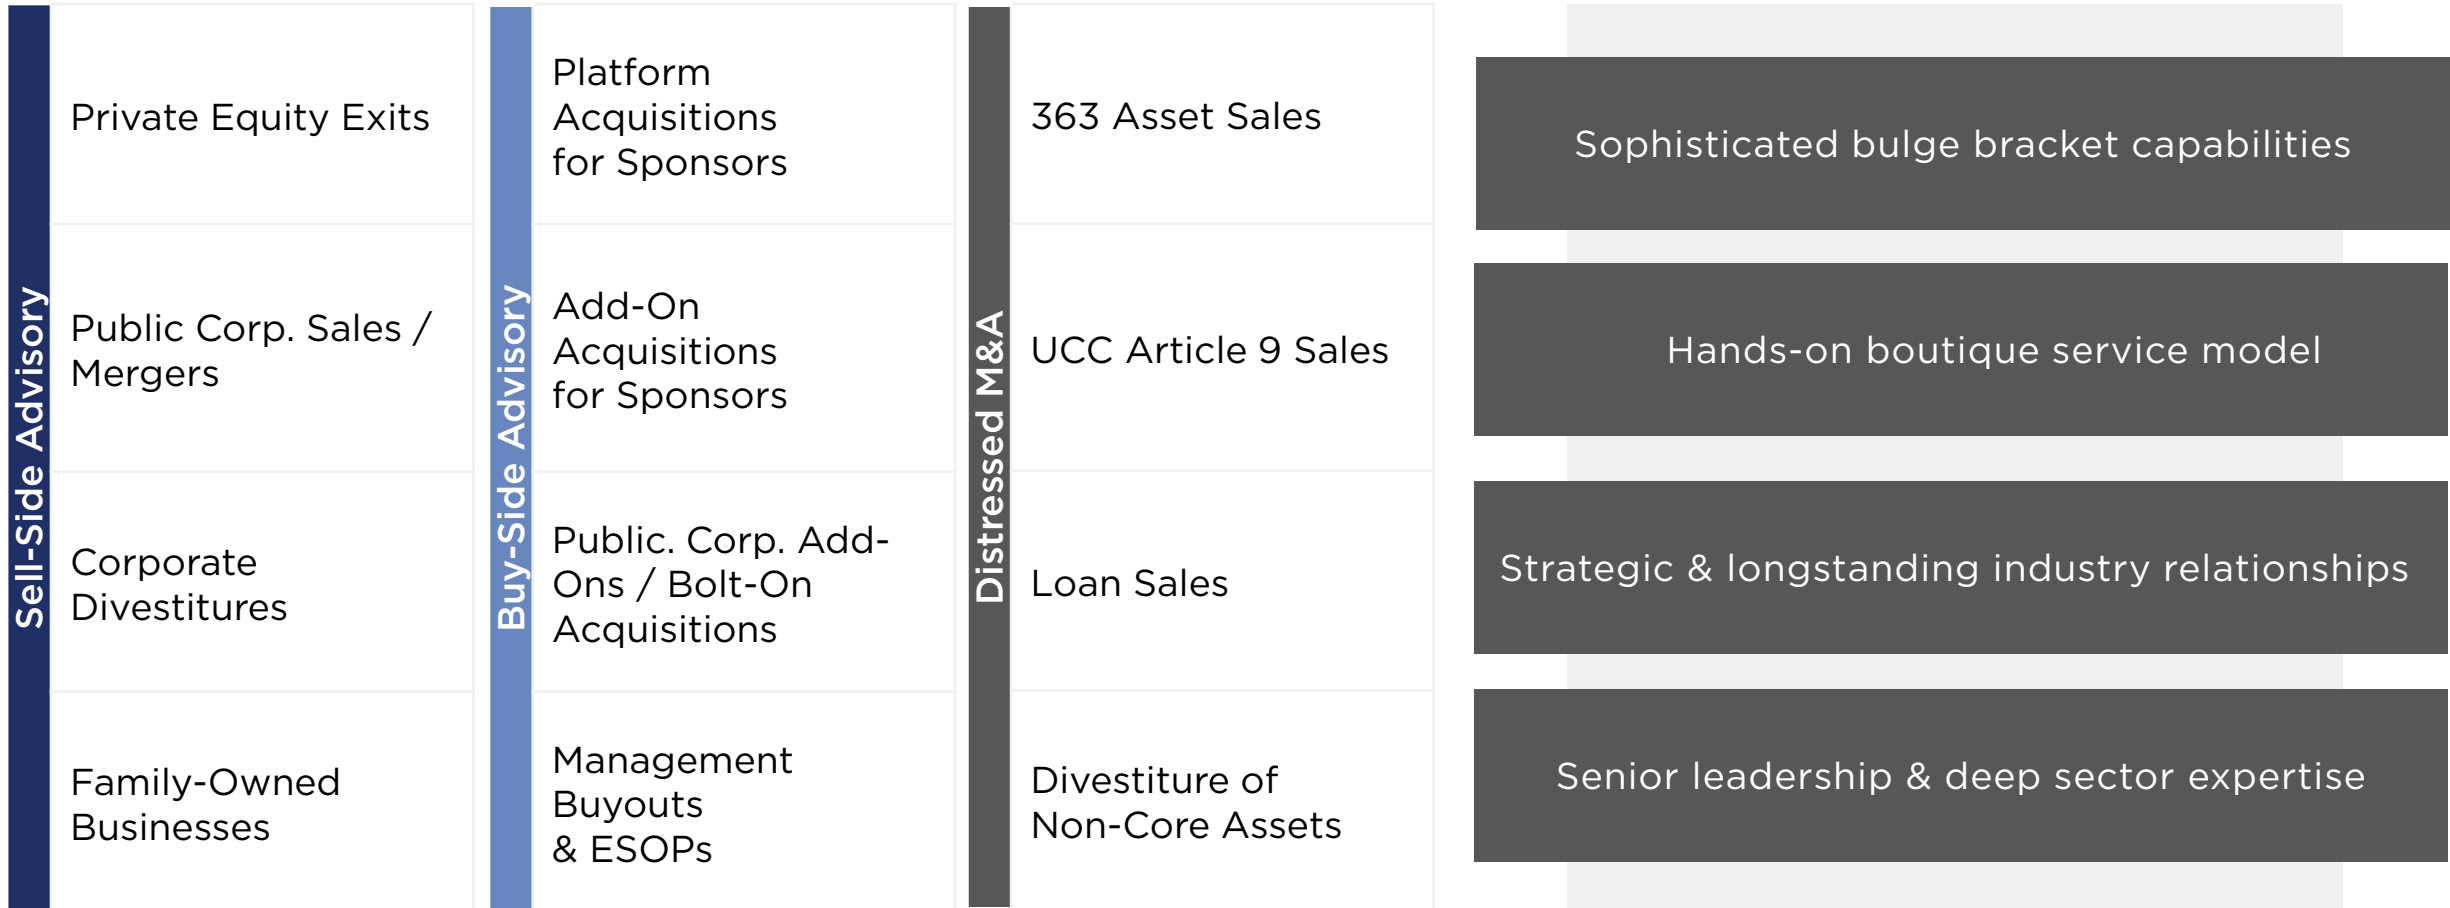 Sell-Side Advisory
Private Equity Exits
Public Corp. Sales /
Mergers
Corporate
Divestitures
Family-Owned
Businesses
Buy-Side Advisory
Platform
Acquisitions
for Sponsors
Add-On
Acquisitions
for Sponsors
Public. Corp. Add-
Ons / Bolt-On
Acquisitions
Management
Buyouts
& ESOPs
Distressed M&A
363 Asset Sales
UCC Article 9 Sales
Loan Sales
Divestiture of
Non-Core Assets
Sophisticated bulge bracket capabilities
Hands-on boutique service model
Strategic & longstanding industry relationships
Senior leadership & deep sector expertise